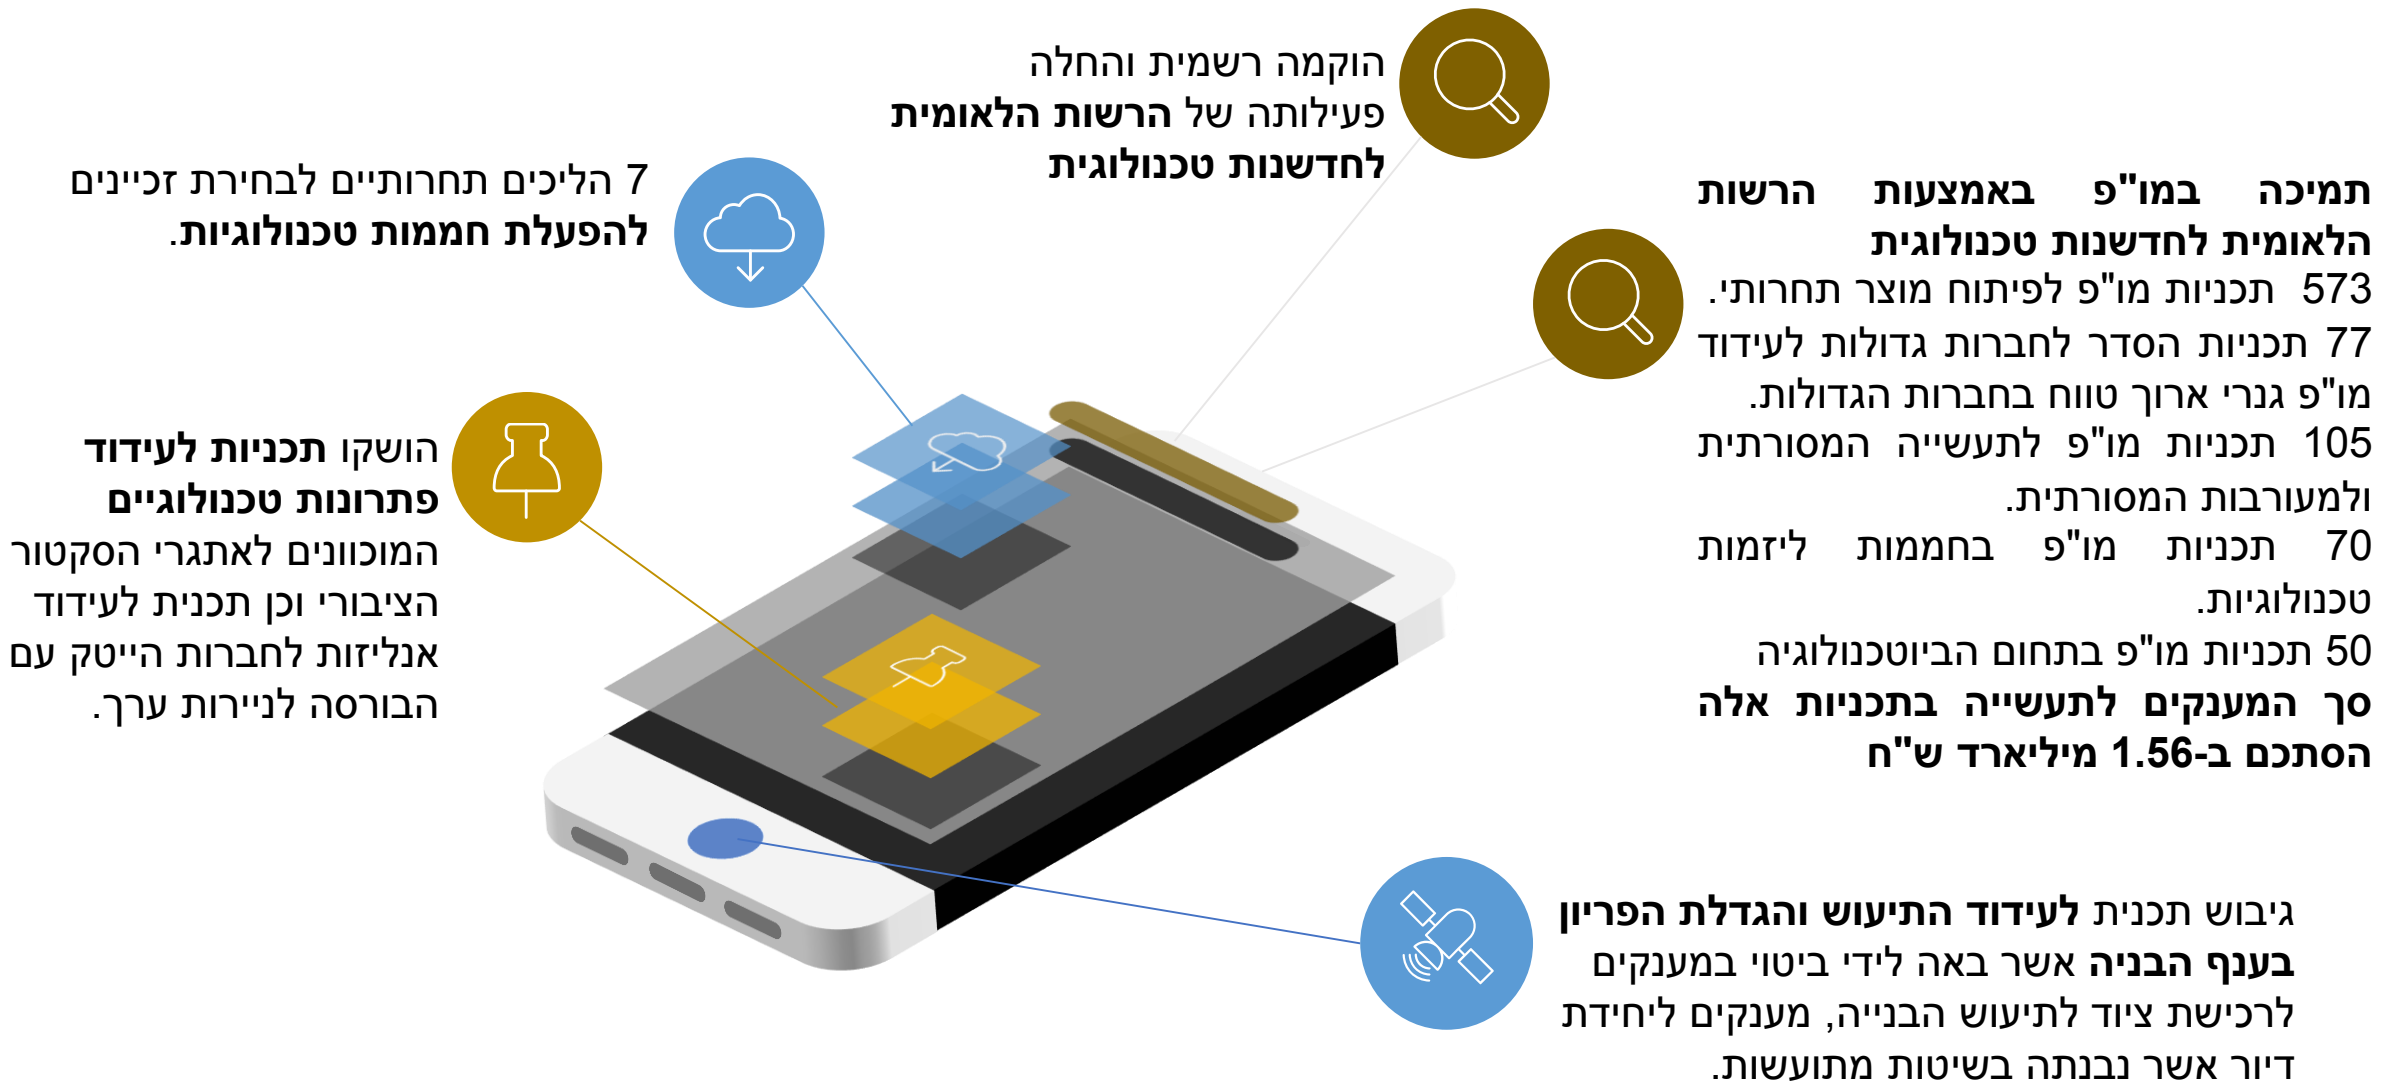 הוקמה רשמית והחלה
פעילותה של הרשות הלאומית
לחדשנות טכנולוגית
תמיכה במו"פ באמצעות הרשות
הלאומית לחדשנות טכנולוגית
573 תכניות מו"פ לפיתוח מוצר תחרותי.
77 תכניות הסדר לחברות גדולות לעידוד
מו"פ גנרי ארוך טווח בחברות הגדולות.
105 תכניות מו"פ לתעשייה המסורתית
ולמעורבות המסורתית.
70 תכניות מו"פ בחממות ליזמות
טכנולוגיות.
50 תכניות מו"פ בתחום הביוטכנולוגיה
סך המענקים לתעשייה בתכניות אלה
הסתכם ב-1.56 מיליארד ש"ח
7 הליכים תחרותיים לבחירת זכיינים
להפעלת חממות טכנולוגיות.
הושקו תכניות לעידוד
פתרונות טכנולוגיים
המוכוונים לאתגרי הסקטור
הציבורי וכן תכנית לעידוד
אנליזות לחברות הייטק עם
הבורסה לניירות ערך.
גיבוש תכנית לעידוד התיעוש והגדלת הפריון
בענף הבניה אשר באה לידי ביטוי במענקים
לרכישת ציוד לתיעוש הבנייה, מענקים ליחידת
דיור אשר נבנתה בשיטות מתועשות.